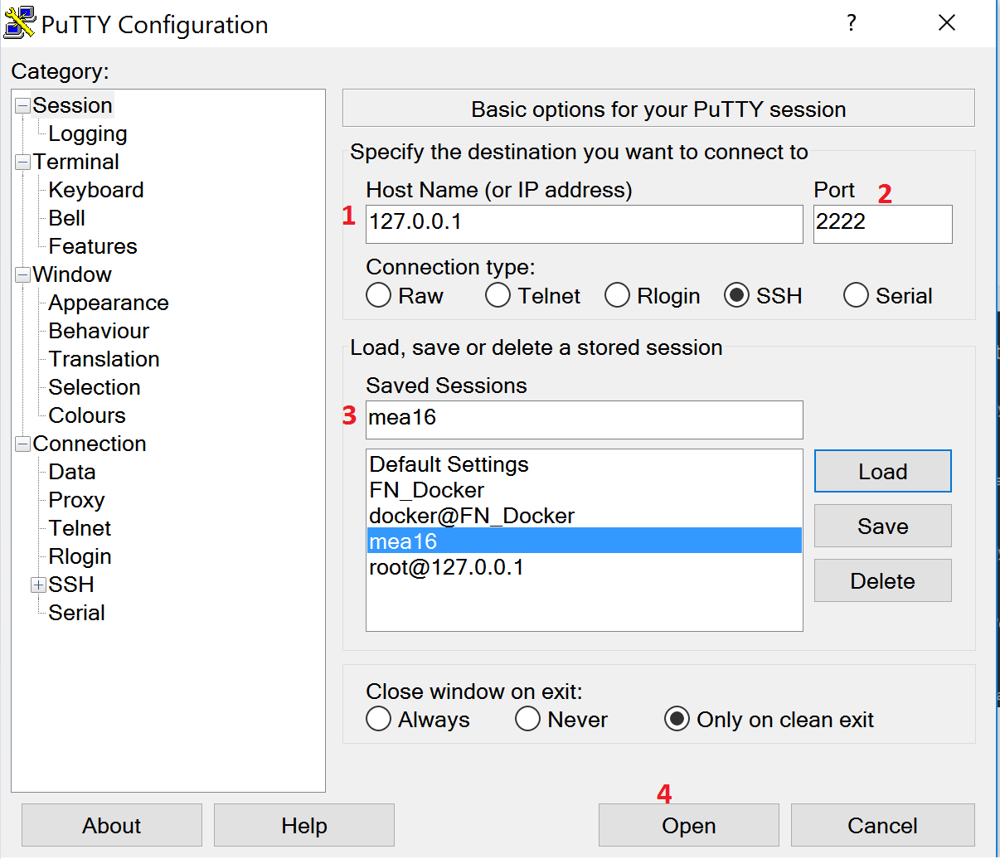 PuTTY Configuration
?
Category:
Session
Logging
Terminal
Keyboard
Bell
Features
Window
Appearance
Behaviour
Translation
Selection
Colours
Connection
Data
Proxy
Telnet
Rlogin
SSH
Serial
Basic options for your PuTTY session
Specify the destination you want to connect to
Host Name (or IP address) Port 2
1 127.0.0.1 2222
Connection type:
Raw Telnet Rlogin SSH Serial
Load, save or delete a stored session
Saved Sessions
3 mea16
Default Settings
FN_Docker
docker@FN_Docker
mea16
root@127.0.0.1
Load
Save
Delete
Close window on exit:
Always Never Only on clean exit
4
About Help Open Cancel